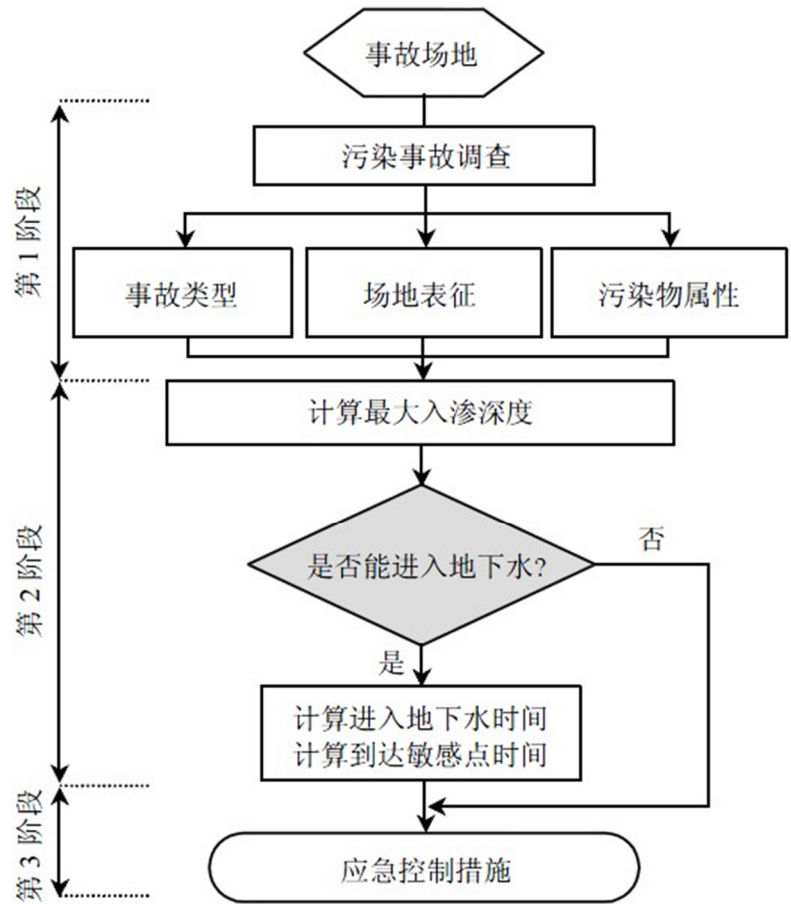 事故场地
污染事故调查
第1阶段
事故类型
场地表征
污染物属性
计算最大入渗深度
第2阶段
是否能进入地下水?
否
是
计算进入地下水时间
计算到达敏感点时间
第3阶段
应急控制措施